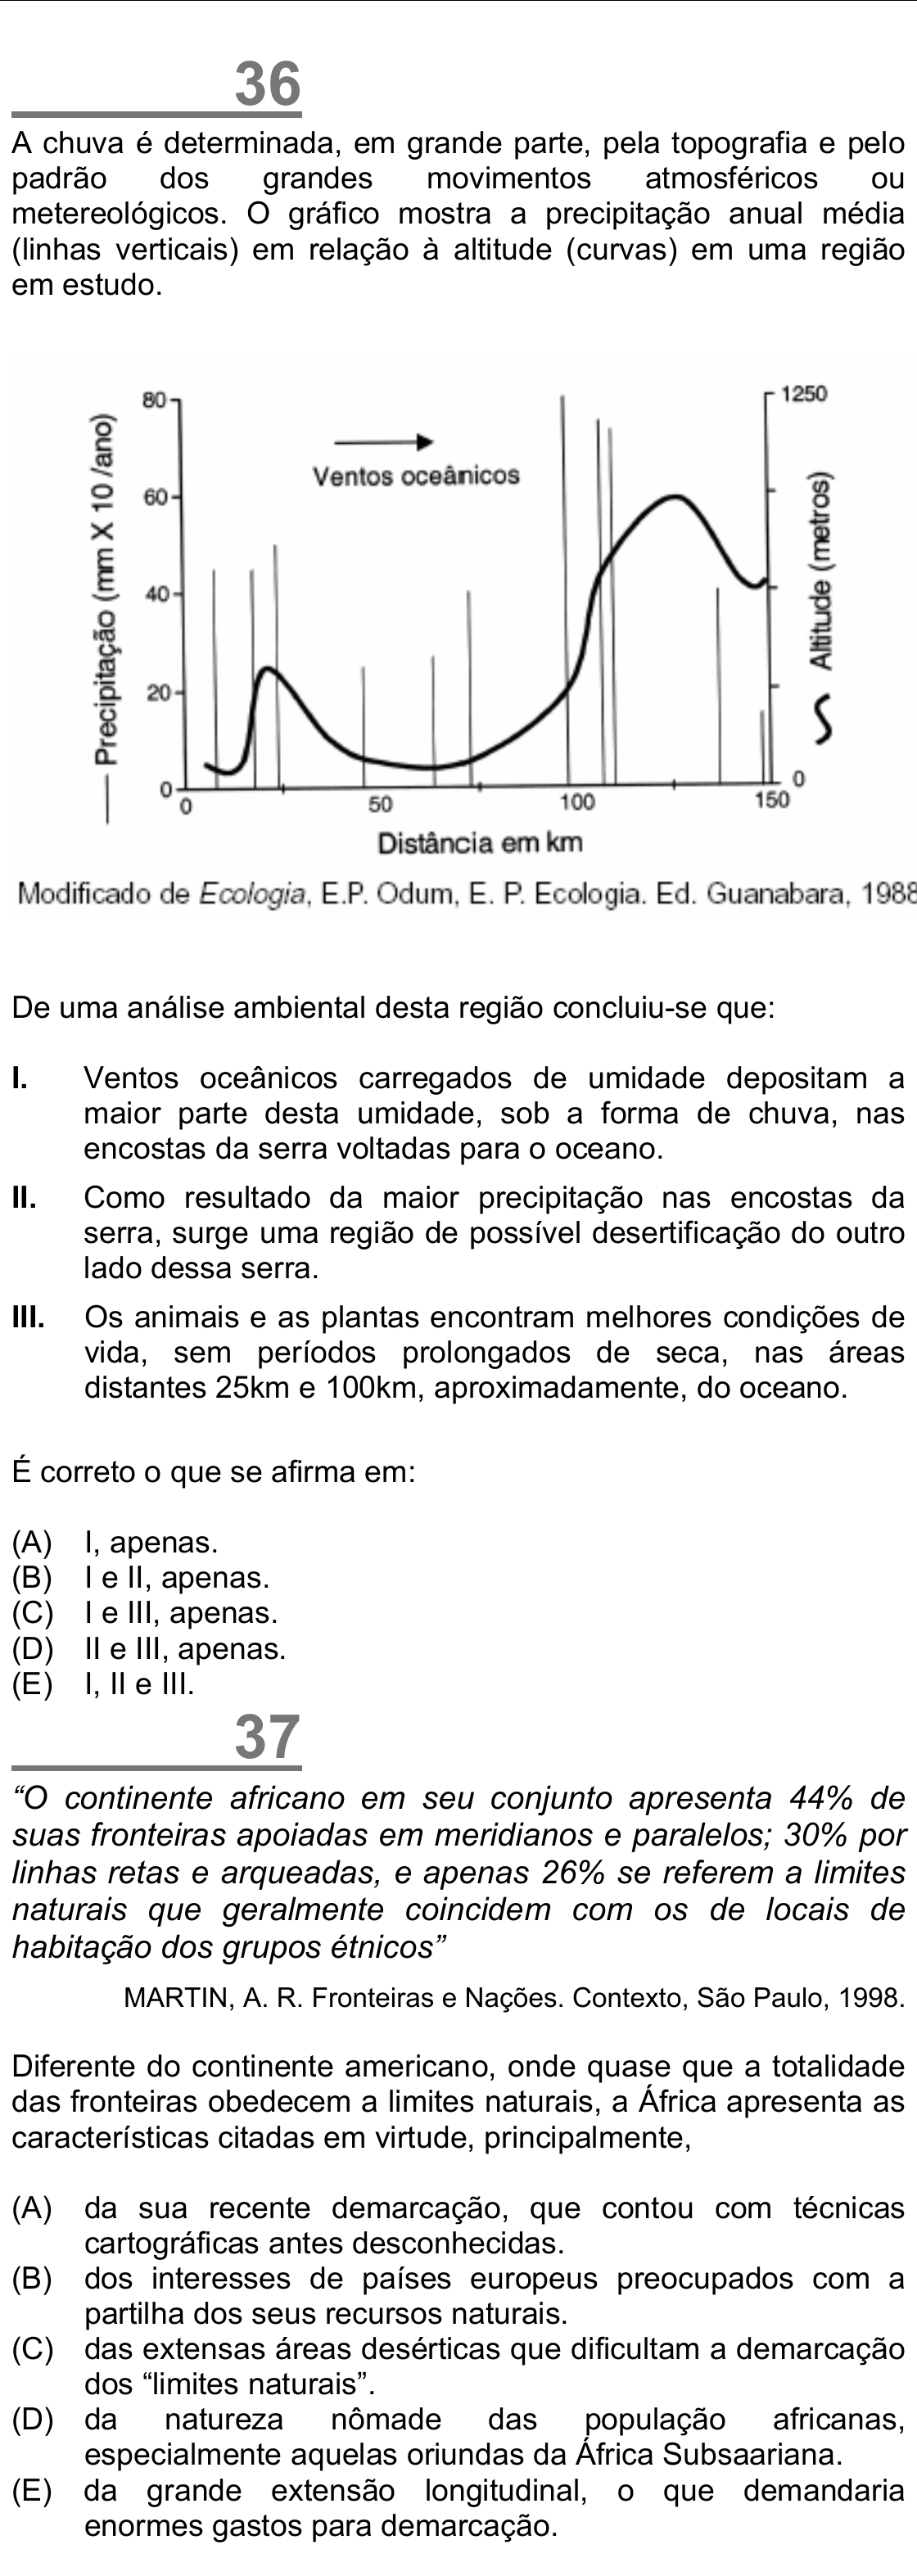 36
A chuva é determinada, em grande parte, pela topografia e pelo
padrão dos grandes movimentos atmosféricos ou
metereológicos. O gráfico mostra a precipitação anual média
(linhas verticais) em relação à altitude (curvas) em uma região
em estudo.
80
60
40
20
0
Precipitação (mm X 10 /ano)
Ventos oceânicos
1250
0
Altitude (metros)
0
50
100
150
Distância em km
Modificado de Ecologia, E.P. Odum, E. P. Ecologia. Ed. Guanabara, 1988
De uma análise ambiental desta região concluiu-se que:
I. Ventos oceânicos carregados de umidade depositam a
maior parte desta umidade, sob a forma de chuva, nas
encostas da serra voltadas para o oceano.
II. Como resultado da maior precipitação nas encostas da
serra, surge uma região de possível desertificação do outro
lado dessa serra.
III. Os animais e as plantas encontram melhores condições de
vida, sem períodos prolongados de seca, nas áreas
distantes 25km e 100km, aproximadamente, do oceano.
É correto o que se afirma em:
(A) I, apenas.
(B) I e II, apenas.
(C) I e III, apenas.
(D) II e III, apenas.
(E) I, II e III.
37
“O continente africano em seu conjunto apresenta 44% de
suas fronteiras apoiadas em meridianos e paralelos; 30% por
linhas retas e arqueadas, e apenas 26% se referem a limites
naturais que geralmente coincidem com os de locais de
habitação dos grupos étnicos”
MARTIN, A. R. Fronteiras e Nações. Contexto, São Paulo, 1998.
Diferente do continente americano, onde quase que a totalidade
das fronteiras obedecem a limites naturais, a África apresenta as
características citadas em virtude, principalmente,
(A) da sua recente demarcação, que contou com técnicas
cartográficas antes desconhecidas.
(B) dos interesses de países europeus preocupados com a
partilha dos seus recursos naturais.
(C) das extensas áreas desérticas que dificultam a demarcação
dos “limites naturais”.
(D) da natureza nômade das população africanas,
especialmente aquelas oriundas da África Subsaariana.
(E) da grande extensão longitudinal, o que demandaria
enormes gastos para demarcação.